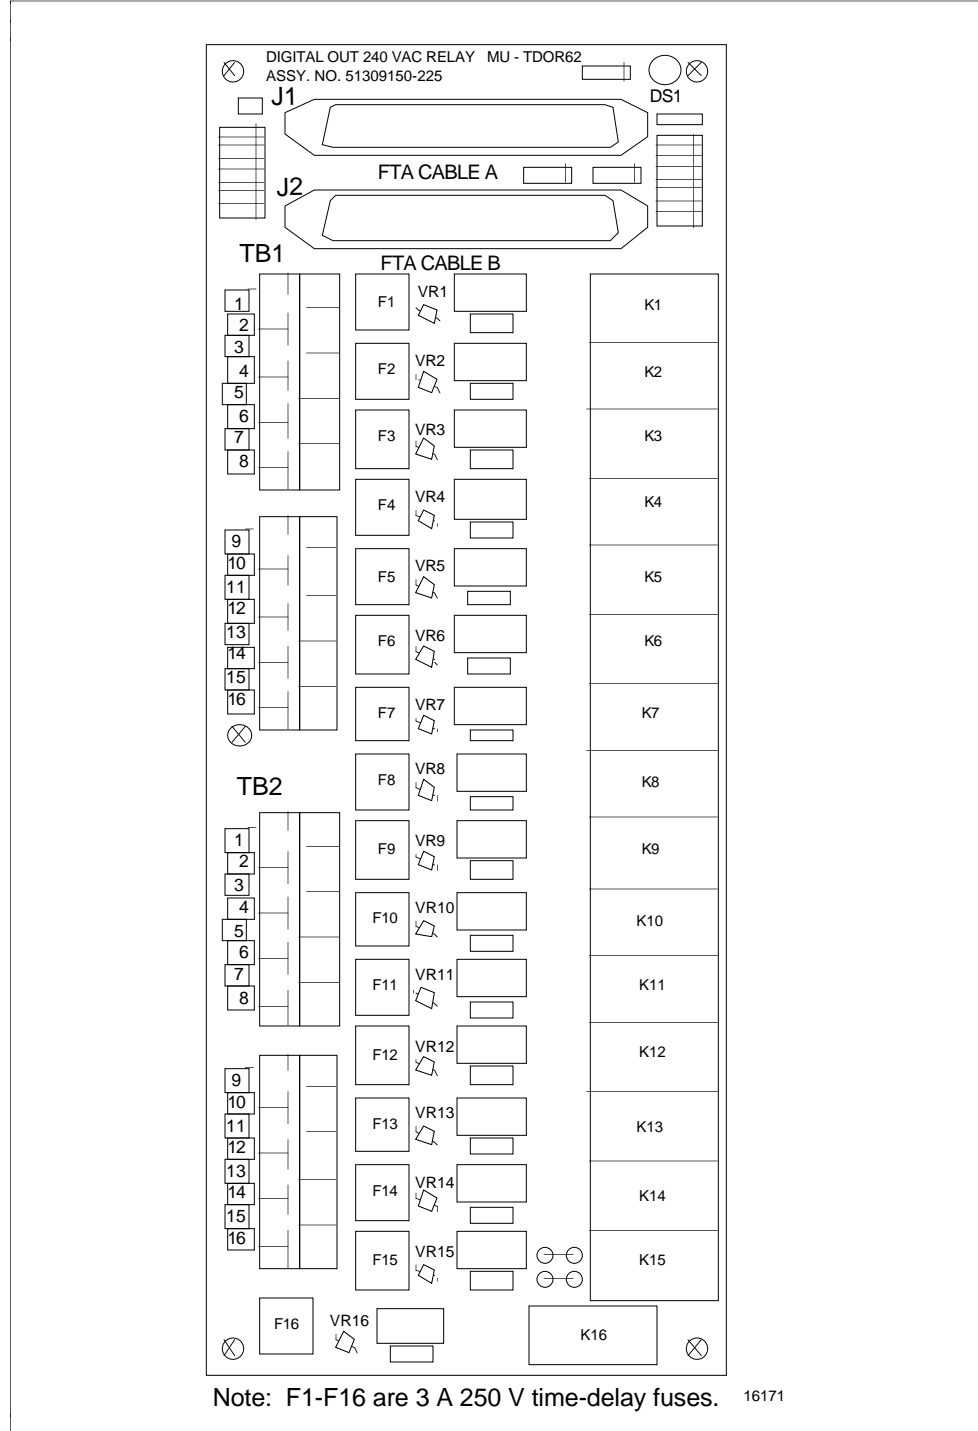 DIGITAL OUT 240 VAC RELAY MU - TDOR62
ASSY. NO. 51309150-225
DS1
J1
FTA CABLE A
J2
FTA CABLE B
TB1
1
2
3
4
5
6
7
8
9
10
11
12
13
14
15
16
TB2
1
2
3
4
5
6
7
8
9
10
11
12
13
14
15
16
F1 VR1 K1
F2 VR2 K2
F3 VR3 K3
F4 VR4 K4
F5 VR5 K5
F6 VR6 K6
F7 VR7 K7
F8 VR8 K8
F9 VR9 K9
F10 VR10 K10
F11 VR11 K11
F12 VR12 K12
F13 VR13 K13
F14 VR14 K14
F15 VR15 K15
F16 VR16 K16
Note: F1-F16 are 3 A 250 V time-delay fuses. 16171